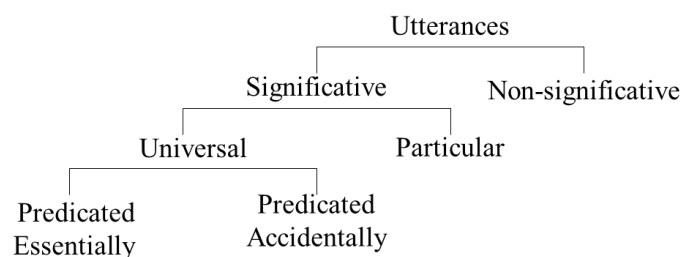 Utterances
Significative
Non-significative
Universal
Particular
Predicated
Essentially
Predicated
Accidentally